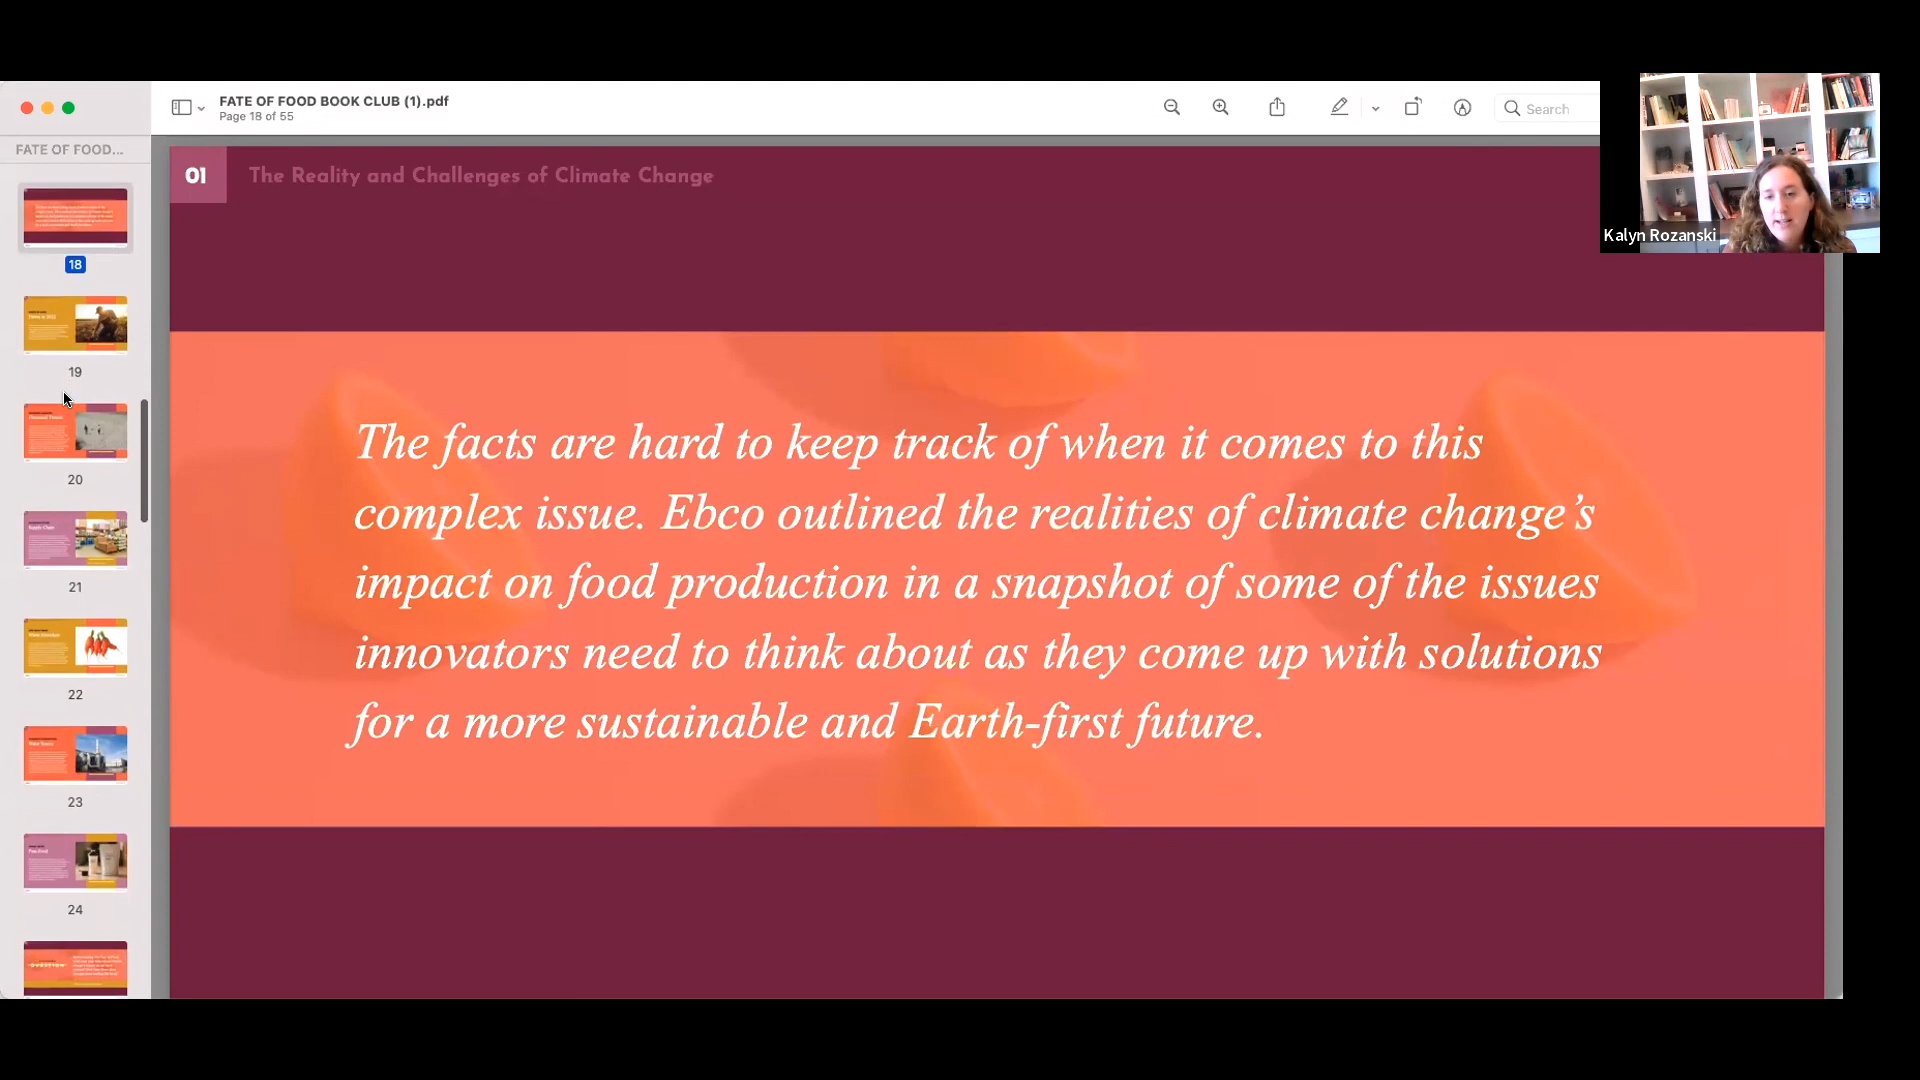 FATE OF FOOD BOOK CLUB (1).pdf
Page 18 of 55
Search
FATE OF FOOD...
18
19
20
21
22
23
24
01
The Reality and Challenges of Climate Change
The facts are hard to keep track of when it comes to this
complex issue. Ebco outlined the realities of climate change’s
impact on food production in a snapshot of some of the issues
innovators need to think about as they come up with solutions
for a more sustainable and Earth-first future.
Kalyn Rozanski